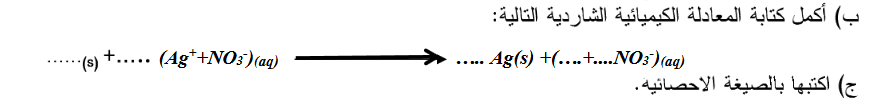 ب) أكمل كتابة المعادلة الكيميائية الشاردية التالية:
......(s) +..... (Ag⁺+NO₃⁻)(aq) ⟶ ..... Ag(s) +(....+....NO₃⁻)(aq)
ج) اكتبها بالصيغة الاحصائيه.